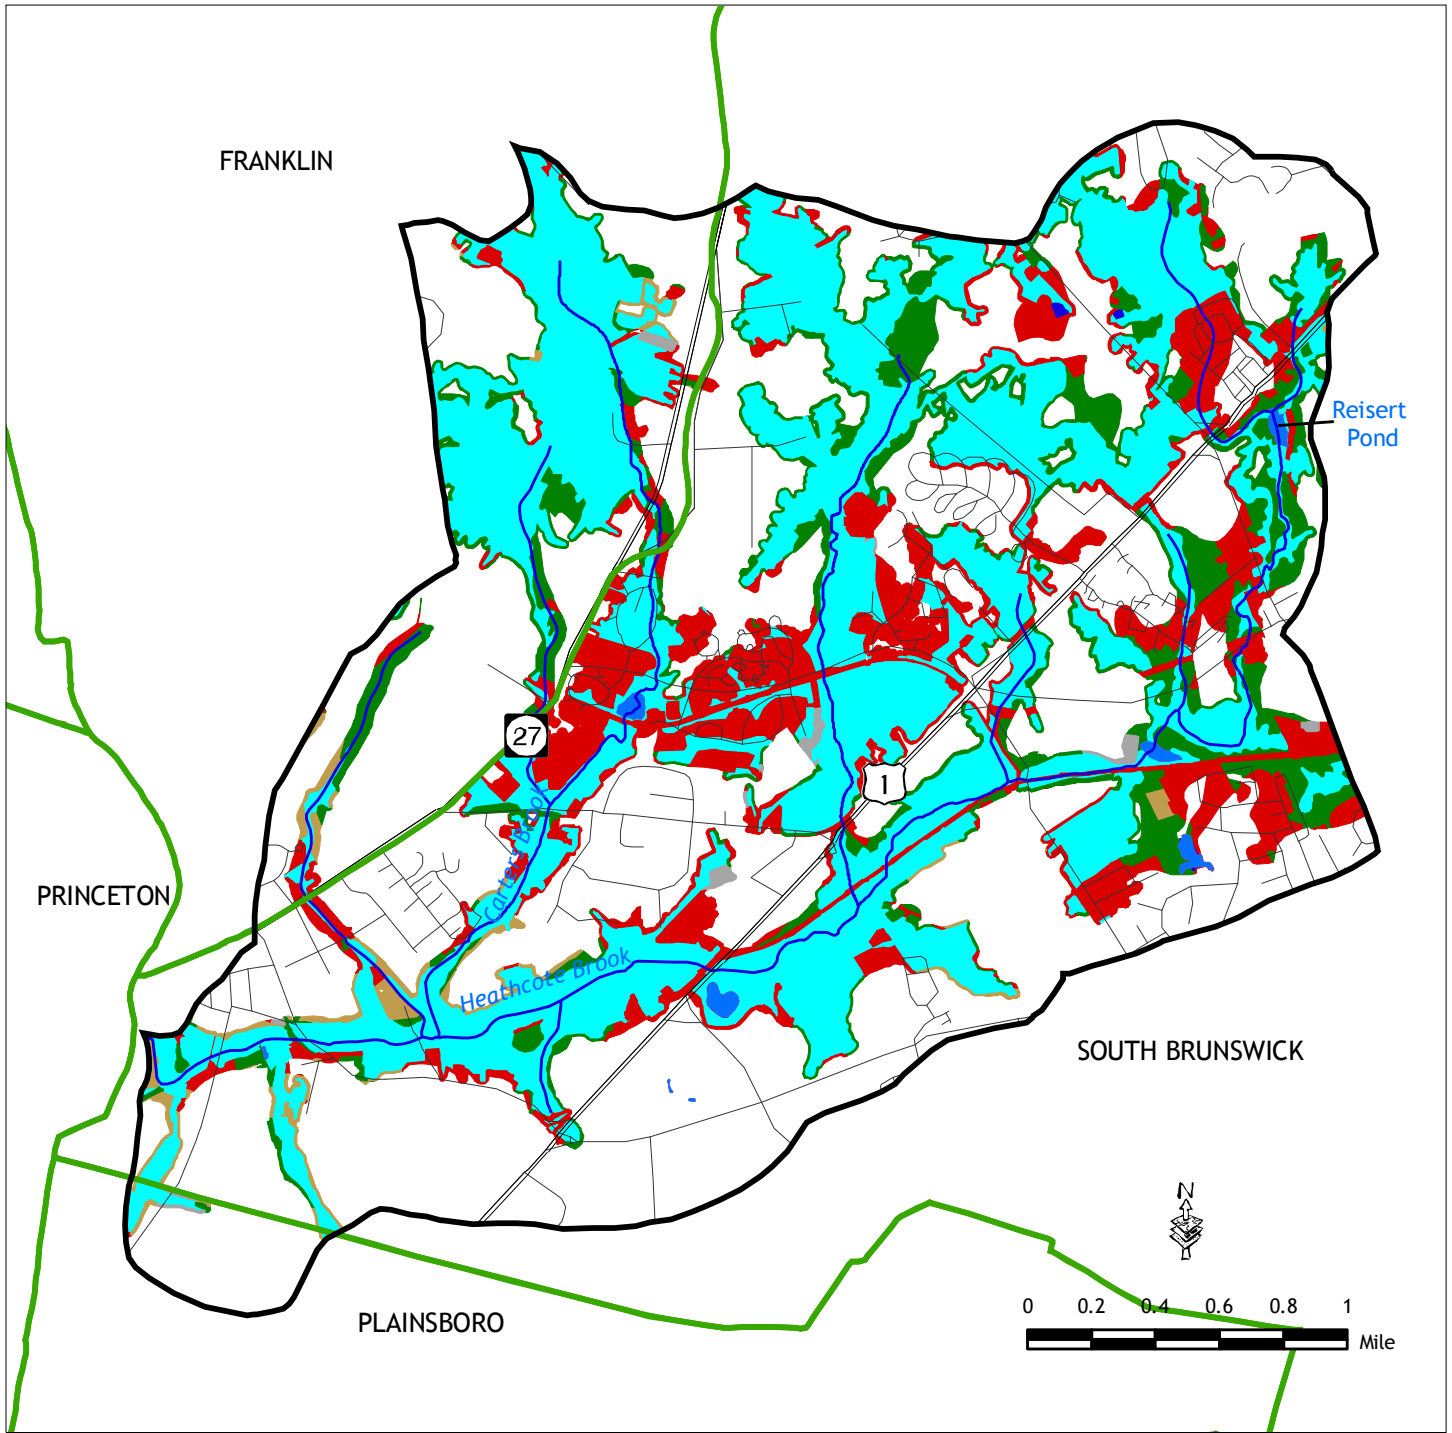 FRANKLIN
Reisert
Pond
27
1
Carters Brook
PRINCETON
Heathcote Brook
SOUTH BRUNSWICK
N
0 0.2 0.4 0.6 0.8 1
Mile
PLAINSBORO